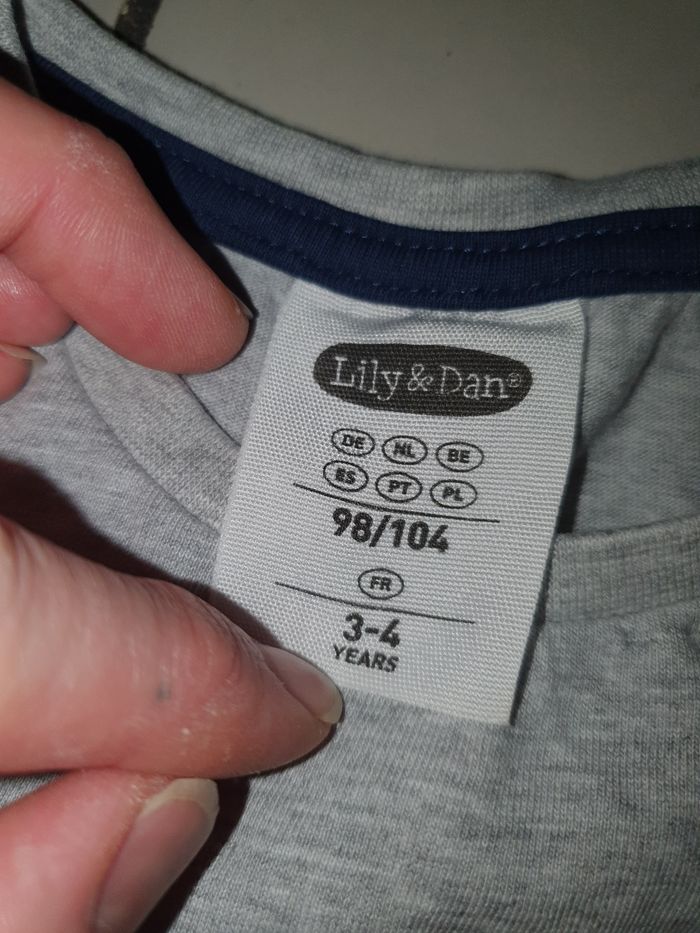 Lily & Dan®
DE NL BE
ES PT PL
98/104
FR
3-4
YEARS